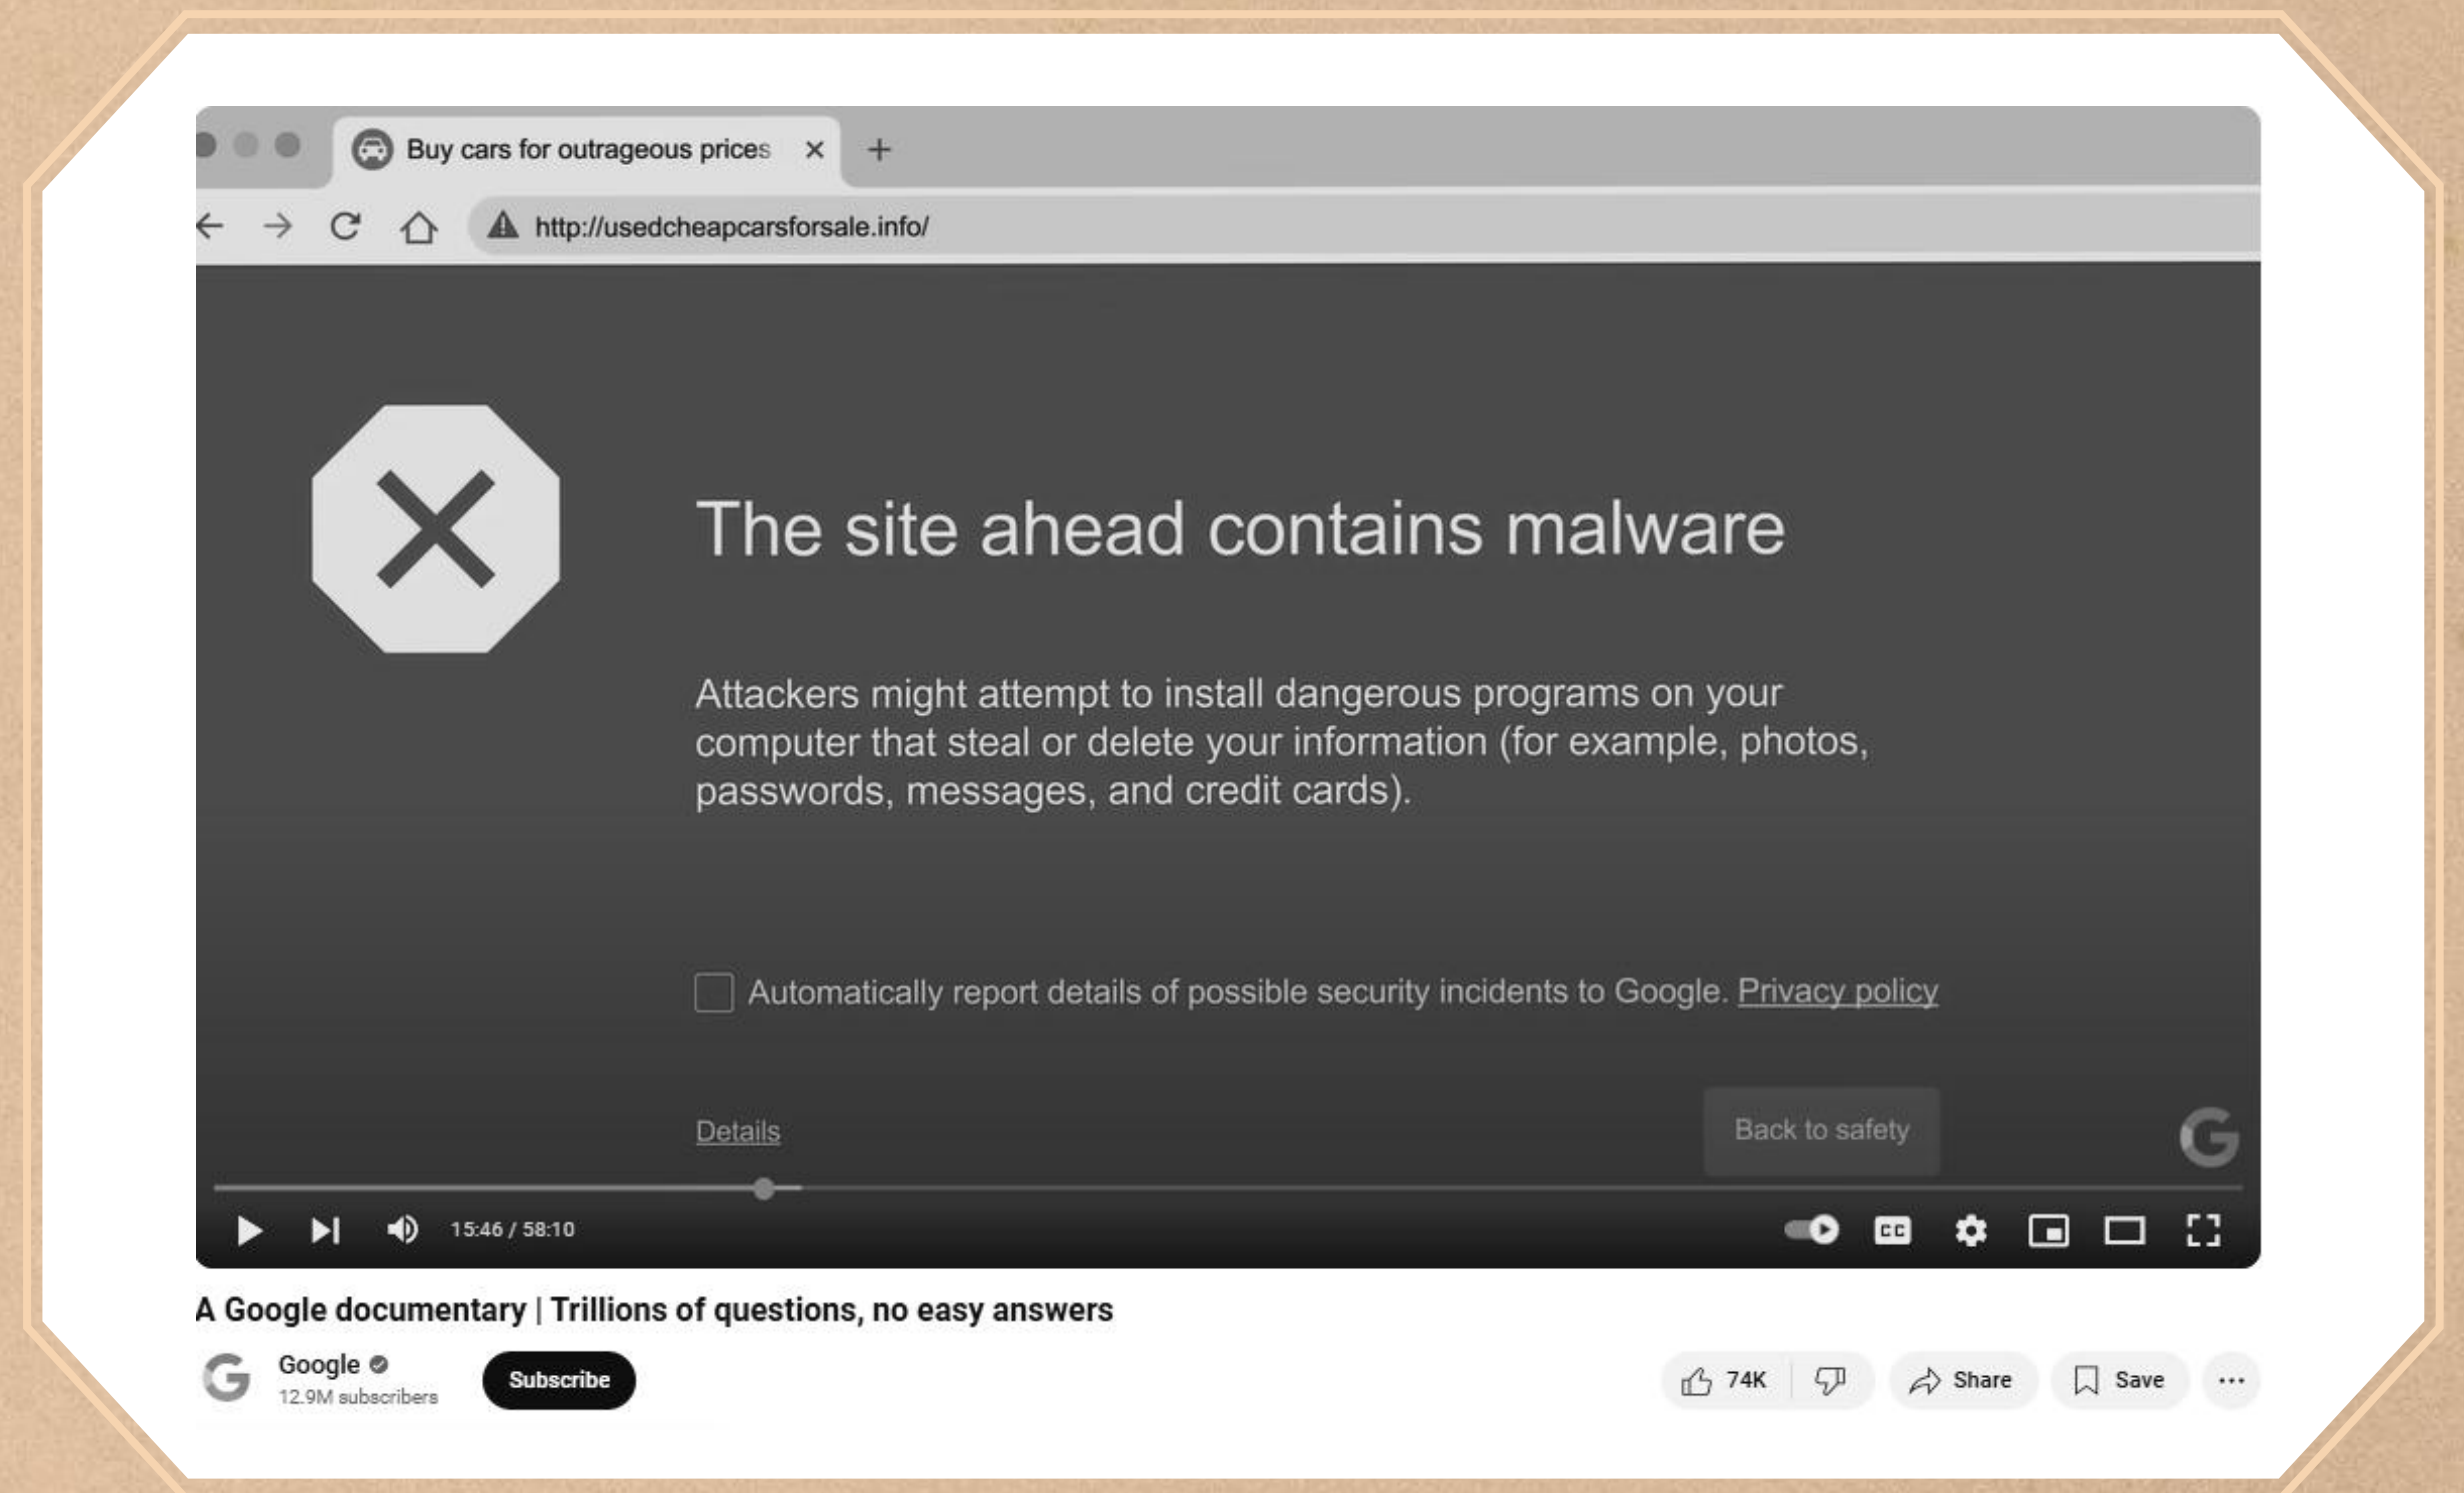 Buy cars for outrageous prices
http://usedcheapcarsforsale.info/
The site ahead contains malware
Attackers might attempt to install dangerous programs on your
computer that steal or delete your information (for example, photos,
passwords, messages, and credit cards).
Automatically report details of possible security incidents to Google. Privacy policy
Details
Back to safety
G
15:46 / 58:10
CC
A Google documentary | Trillions of questions, no easy answers
G
Google
Subscribe
12.9M subscribers
74K
Share
Save